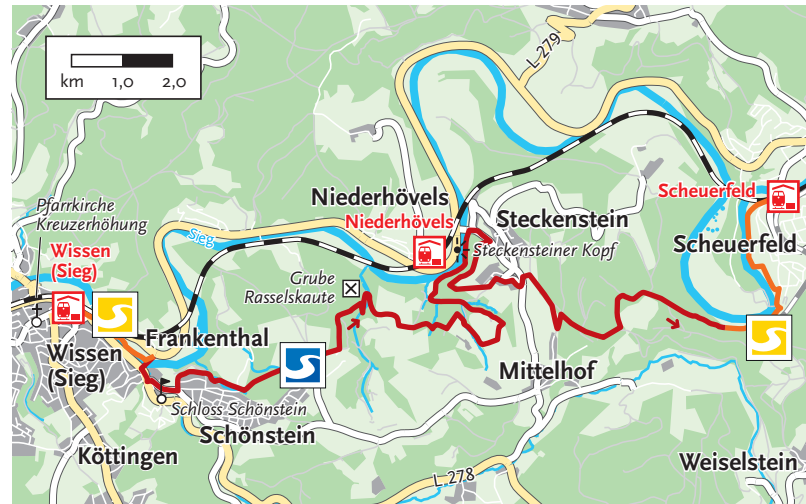 L 279
km 1,0 2,0
Pfarrkirche
Kreuzerhöhung
Niederhövels
Niederhövels
Scheuerfeld
Steckenstein
Sieg
Steckensteiner Kopf
Scheuerfeld
Wissen
(Sieg)
Grube
Rasselskaute
Frankenthal
Wissen
(Sieg)
Mittelhof
Schloss Schönstein
Schönstein
Köttingen
L 278
Weiselstein